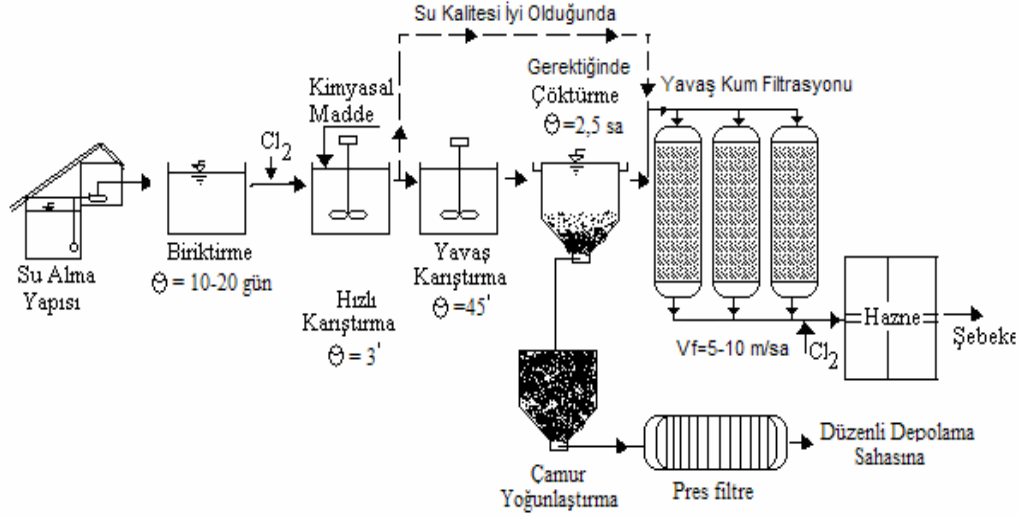 Su Kalitesi İyi Olduğunda
Gerektiğinde
Çöktürme
Θ=2,5 sa
Yavaş Kum Filtrasyonu
Kimyasal
Madde
Cl2
Su Alma
Yapısı
Biriktirme
Θ = 10-20 gün
Hızlı
Karıştırma
Θ = 3'
Yavaş
Karıştırma
Θ=45'
Vf=5-10 m/sa
Cl2
Hazne
Şebeke
Çamur
Yoğunlaştırma
Pres filtre
Düzenli Depolama
Sahasına